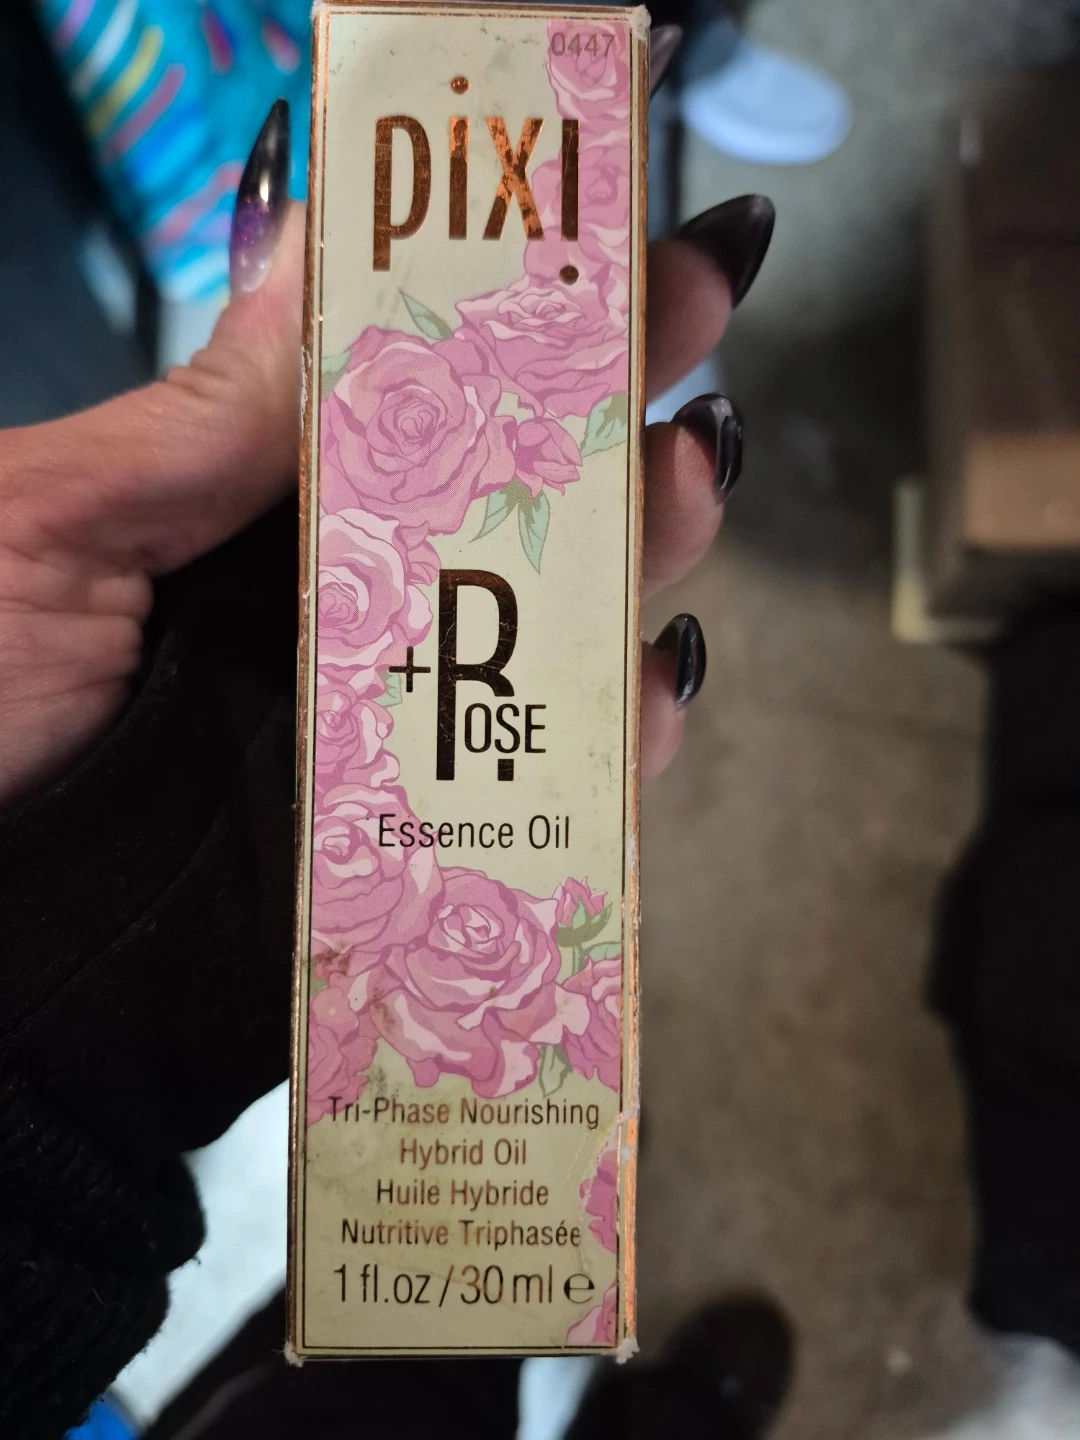 0447
pixi
+Rose
Essence Oil
Tri-Phase Nourishing
Hybrid Oil
Huile Hybride
Nutritive Triphasée
1 fl.oz/30 ml e